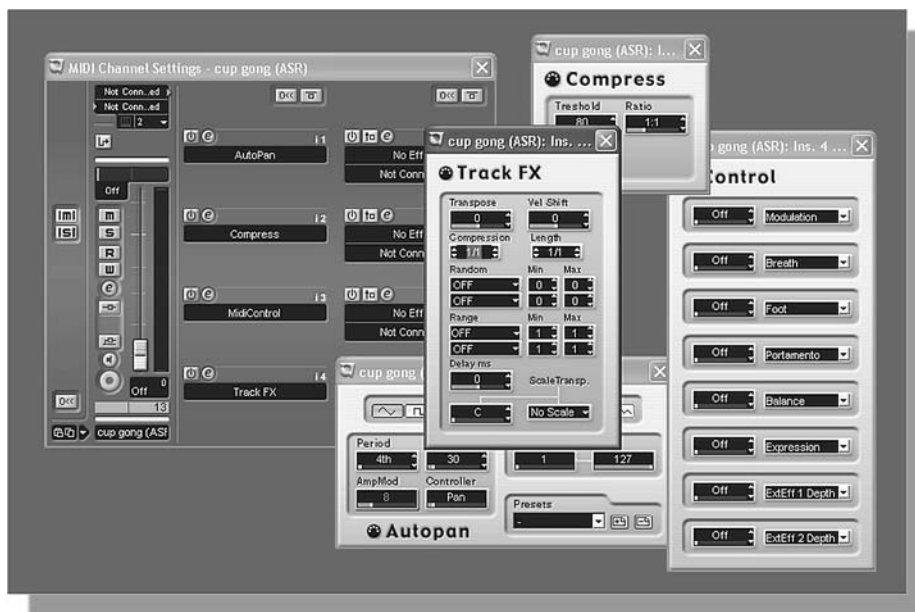 MIDI Channel Settings - cup gong (ASR)
Not Conn..ed
Not Conn..ed
2
Off
m
S
R
W
e
0
Off
13
cup gong (ASR
i 1
AutoPan
i 2
Compress
i 3
MidiControl
i 4
Track FX
No Eff
Not Conn
No Eff
Not Conn
No Eff
Not Conn
cup gong (ASR): I...
Compress
Treshold
Ratio
80
1:1
cup gong (ASR): Ins. ...
Track FX
Transpose
Vel Shift
0
0
Compression
Length
1/1
1/1
Random
Min
Max
OFF
0
0
OFF
0
0
Range
Min
Max
OFF
1
1
OFF
1
1
Delay ms
0
ScaleTransp.
C
No Scale
cup gong (
Period
4th
30
1
127
AmpMod
Controller
8
Pan
Presets
-
Autopan
gong (ASR): Ins. 4 ...
ontrol
Off
Modulation
Off
Breath
Off
Foot
Off
Portamento
Off
Balance
Off
Expression
Off
ExtEff 1 Depth
Off
ExtEff 2 Depth